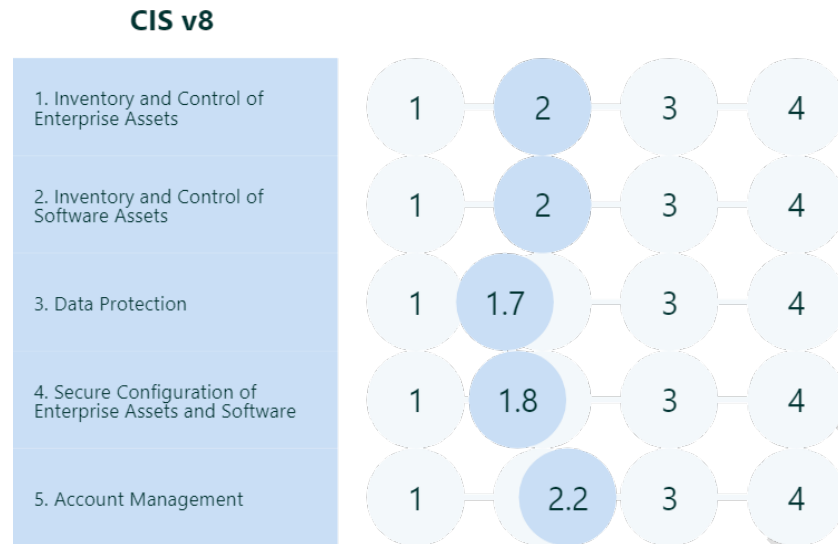 CIS v8
1. Inventory and Control of
Enterprise Assets
1
2
3
4
2. Inventory and Control of
Software Assets
1
2
3
4
3. Data Protection
1
1.7
3
4
4. Secure Configuration of
Enterprise Assets and Software
1
1.8
3
4
5. Account Management
1
2.2
3
4